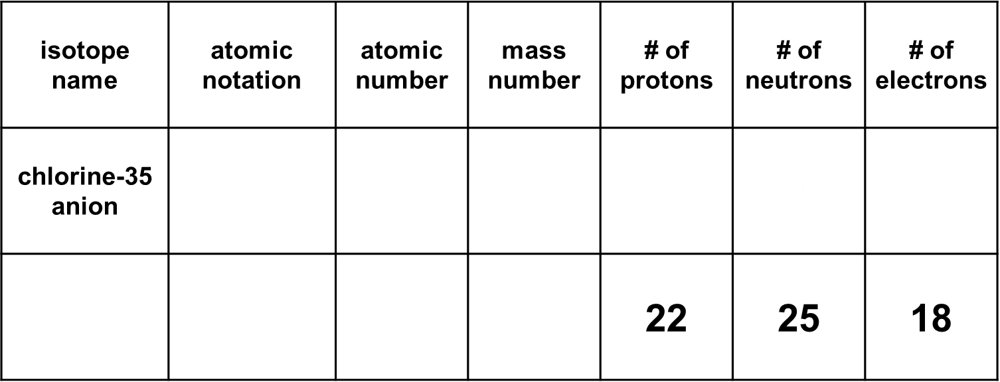 isotope
name
atomic
notation
atomic
number
mass
number
# of
protons
# of
neutrons
# of
electrons
chlorine-35
anion
22
25
18